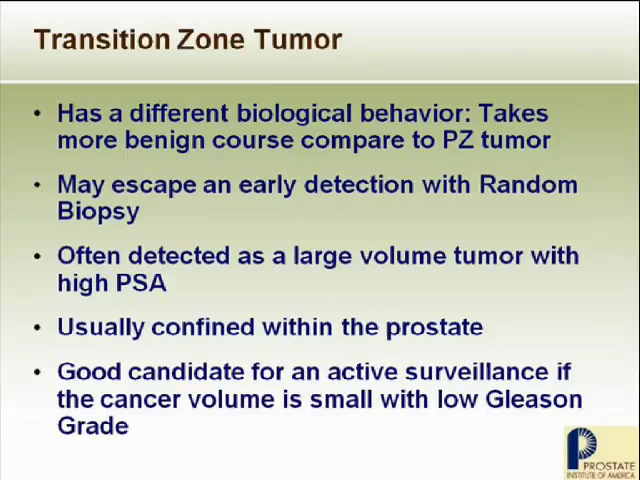 Transition Zone Tumor
• Has a different biological behavior: Takes
more benign course compare to PZ tumor
• May escape an early detection with Random
Biopsy
• Often detected as a large volume tumor with
high PSA
• Usually confined within the prostate
• Good candidate for an active surveillance if
the cancer volume is small with low Gleason
Grade
PROSTATE
INSTITUTE OF AMERICA